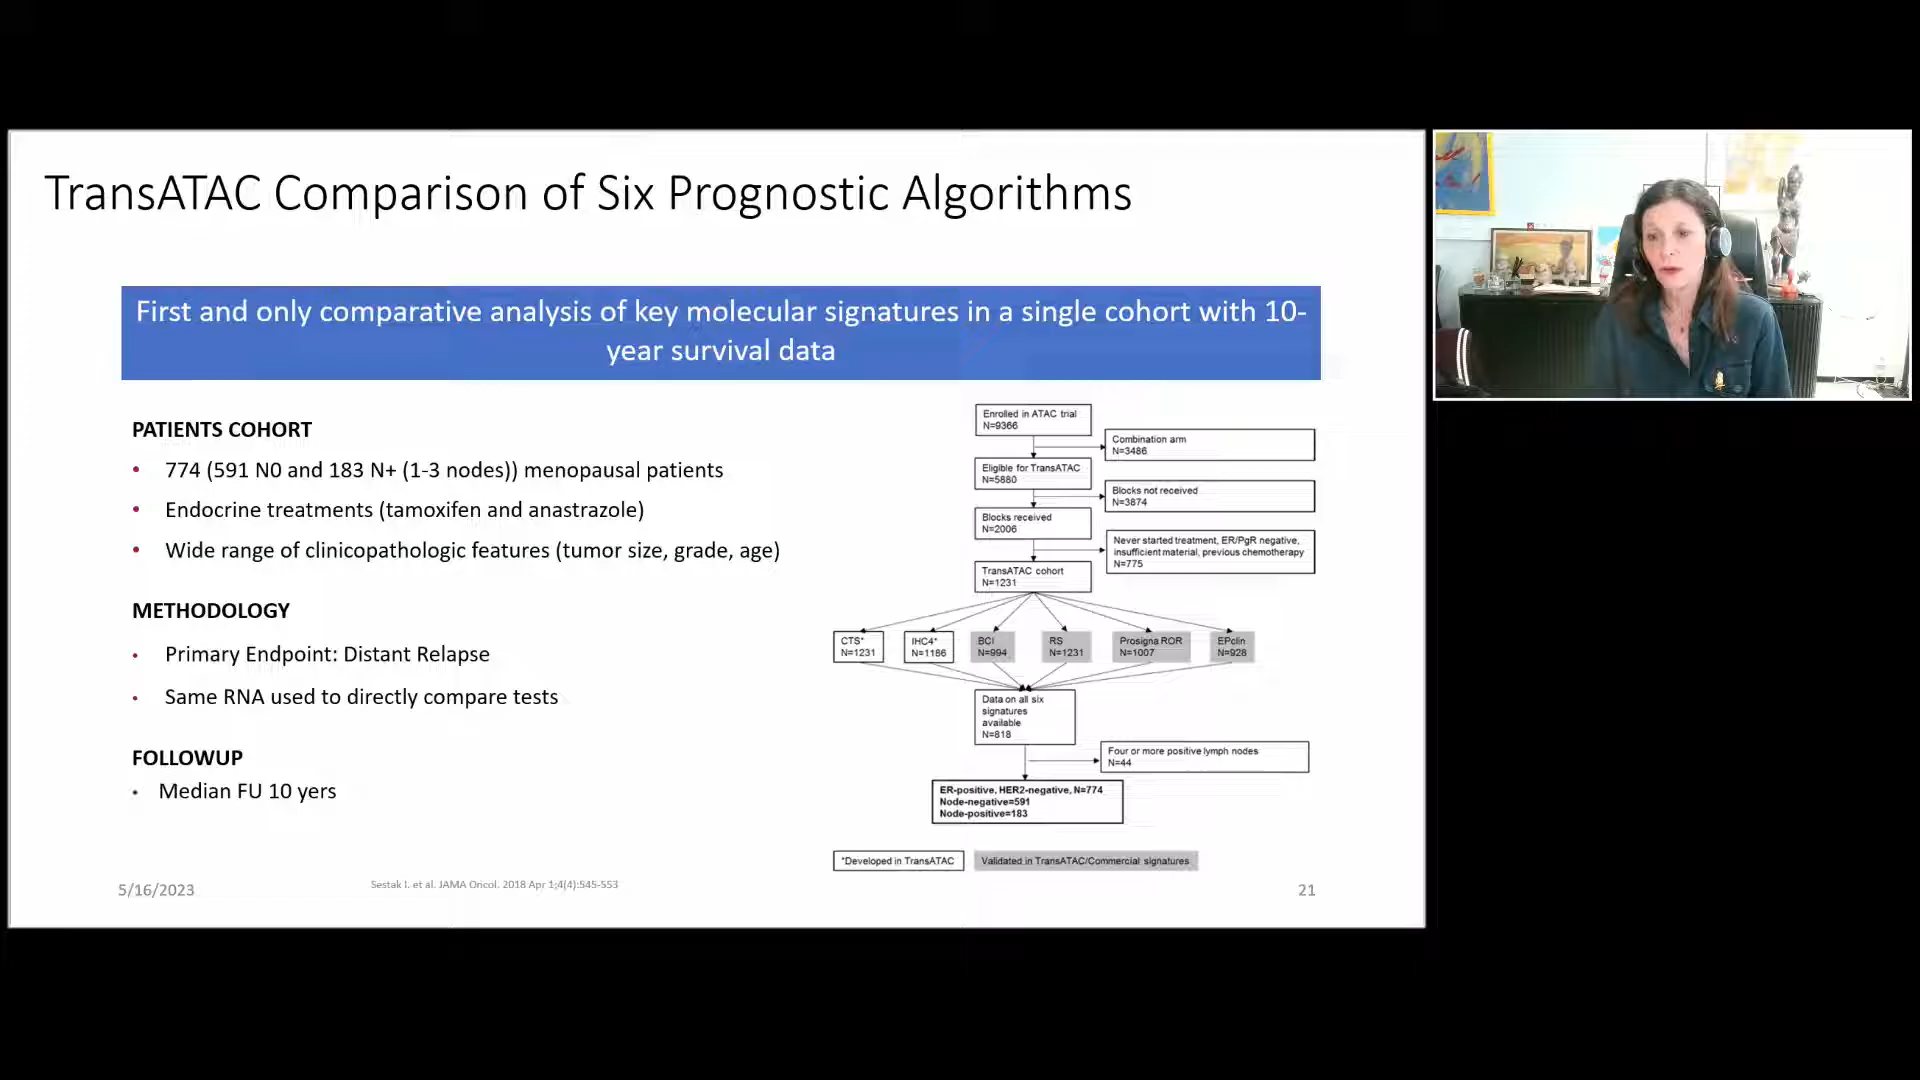 TransATAC Comparison of Six Prognostic Algorithms
First and only comparative analysis of key molecular signatures in a single cohort with 10-
year survival data
PATIENTS COHORT
• 774 (591 N0 and 183 N+ (1-3 nodes)) menopausal patients
• Endocrine treatments (tamoxifen and anastrazole)
• Wide range of clinicopathologic features (tumor size, grade, age)
METHODOLOGY
• Primary Endpoint: Distant Relapse
• Same RNA used to directly compare tests
FOLLOWUP
• Median FU 10 yers
Enrolled in ATAC trial
N=9366
Combination arm
N=3486
Eligible for TransATAC
N=5880
Blocks not received
N=3874
Blocks received
N=2006
Never started treatment, ER/PgR negative,
insufficient material, previous chemotherapy
N=775
TransATAC cohort
N=1231
CTS*
N=1231
IHC4*
N=1186
BCI
N=994
RS
N=1231
Prosigna ROR
N=1007
EPclin
N=928
Data on all six
signatures
available
N=818
Four or more positive lymph nodes
N=44
ER-positive, HER2-negative, N=774
Node-negative=591
Node-positive=183
*Developed in TransATAC
Validated in TransATAC/Commercial signatures
5/16/2023
Sestak I. et al. JAMA Oncol. 2018 Apr 1;4(4):545-553
21